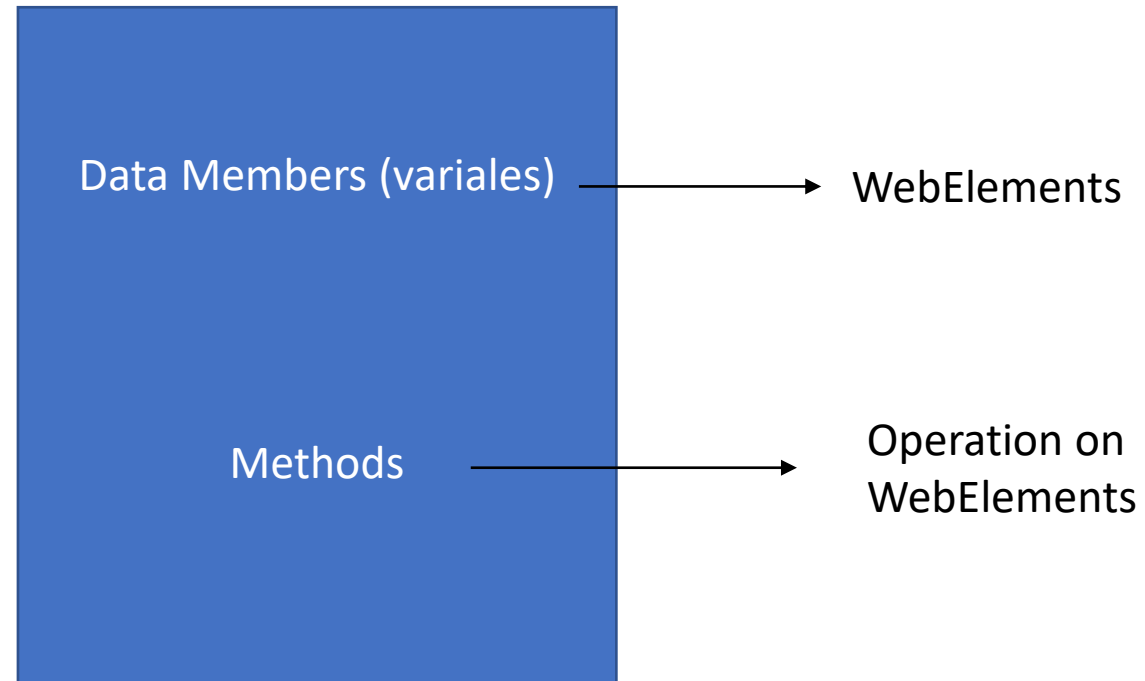 Data Members (variales)
WebElements
Methods
Operation on
WebElements